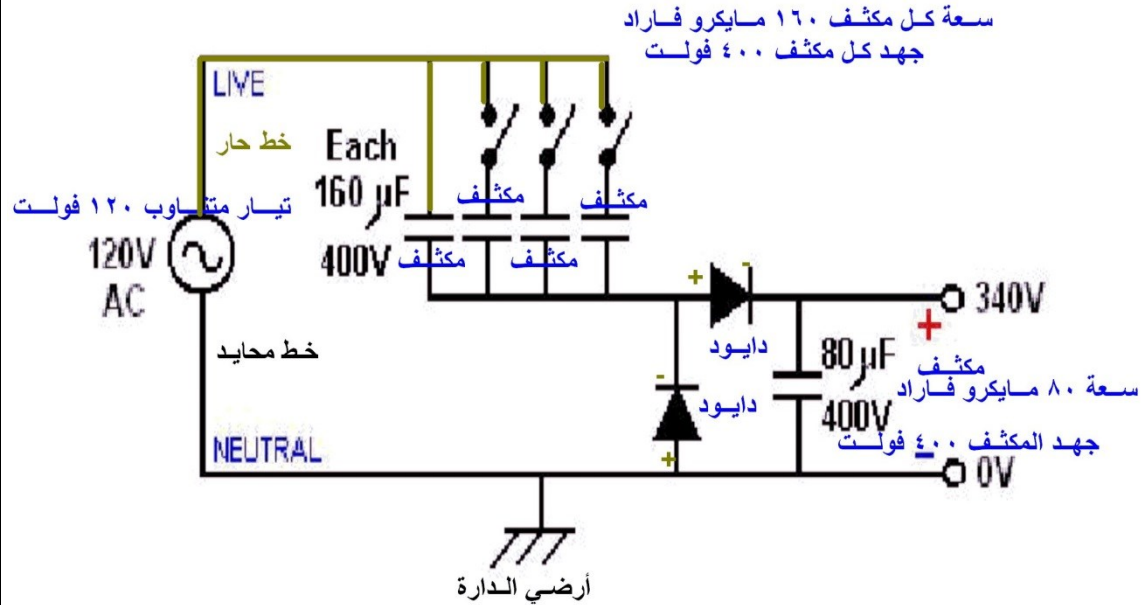 سعة كل مكثف ١٦٠ مايكرو فاراد
جهد كل مكثف ٤٠٠ فولت
LIVE
خط حار
Each
160 µF
400V
مكثف
مكثف
مكثف
مكثف
تيار متناوب ١٢٠ فولت
120V
AC
+
-
340V
+
دايود
خط محايد
80 µF
400V
مكثف
سعة ٨٠ مايكرو فاراد
جهد المكثف ٤٠٠ فولت
-
دايود
+
NEUTRAL
-
0V
أرضي الدارة